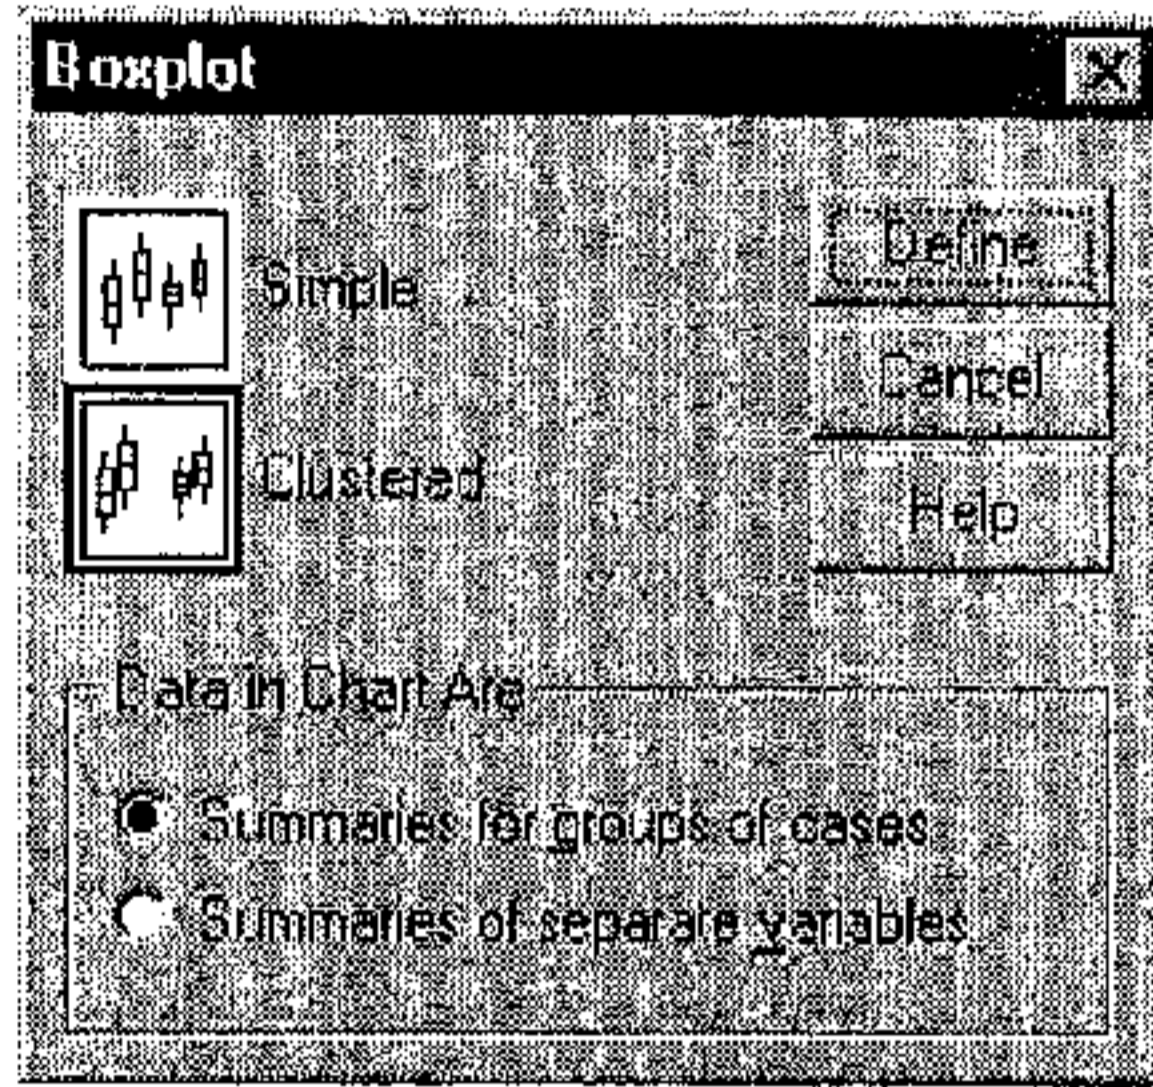 Boxplot
Simple
Define
Cancel
Clustered
Help
Data in Chart Are
Summaries for groups of cases
Summaries of separate variables